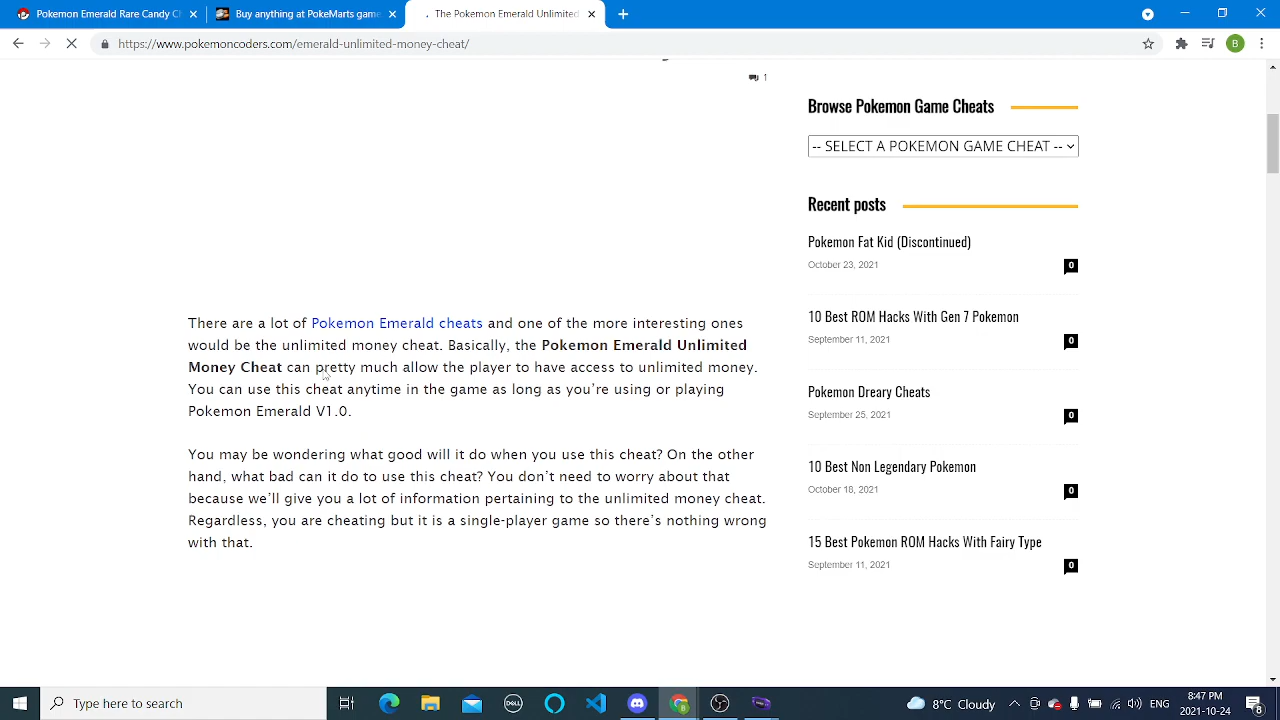 Pokemon Emerald Rare Candy C
Buy anything at PokeMarts game
The Pokemon Emerald Unlimited
https://www.pokemoncoders.com/emerald-unlimited-money-cheat/
B
1
Browse Pokemon Game Cheats
-- SELECT A POKEMON GAME CHEAT --
Recent posts
Pokemon Fat Kid (Discontinued)
October 23, 2021
0
10 Best ROM Hacks With Gen 7 Pokemon
September 11, 2021
0
Pokemon Dreary Cheats
September 25, 2021
0
10 Best Non Legendary Pokemon
October 18, 2021
0
15 Best Pokemon ROM Hacks With Fairy Type
September 11, 2021
0
There are a lot of Pokemon Emerald cheats and one of the more interesting ones
would be the unlimited money cheat. Basically, the Pokemon Emerald Unlimited
Money Cheat can pretty much allow the player to have access to unlimited money.
You can use this cheat anytime in the game as long as you're using or playing
Pokemon Emerald V1.0.
You may be wondering what good will it do when you use this cheat? On the other
hand, what bad can it do to use this cheat? You don't need to worry about that
because we'll give you a lot of information pertaining to the unlimited money cheat.
Regardless, you are cheating but it is a single-player game so there's nothing wrong
with that.
Type here to search
DELL
8°C Cloudy
8:47 PM
2021-10-24
8